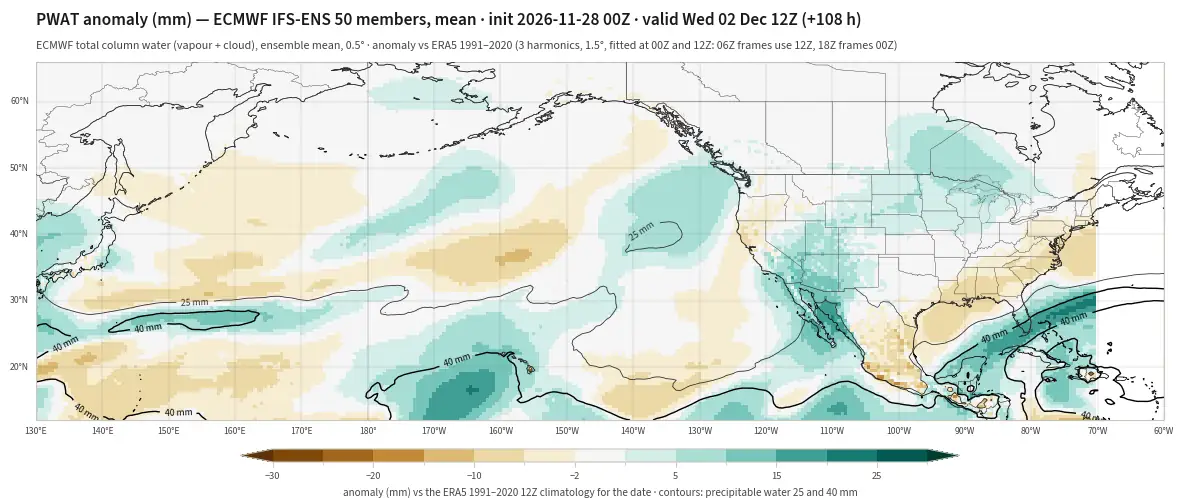 PWAT anomaly (mm) — ECMWF IFS-ENS 50 members, mean · init 2026-11-28 00Z · valid Wed 02 Dec 12Z (+108 h)
ECMWF total column water (vapour + cloud), ensemble mean, 0.5° · anomaly vs ERA5 1991–2020 (3 harmonics, 1.5°, fitted at 00Z and 12Z: 06Z frames use 12Z, 18Z frames 00Z)
60°N
50°N
40°N
30°N
20°N
25 mm
25 mm
40 mm
40 mm
40 mm
40 mm
40 mm
40 mm
40 mm
130°E 140°E 150°E 160°E 170°E 180° 170°W 160°W 150°W 140°W 130°W 120°W 110°W 100°W 90°W 80°W 70°W 60°W
−30 −20 −10 −2 5 15 25
anomaly (mm) vs the ERA5 1991–2020 12Z climatology for the date · contours: precipitable water 25 and 40 mm